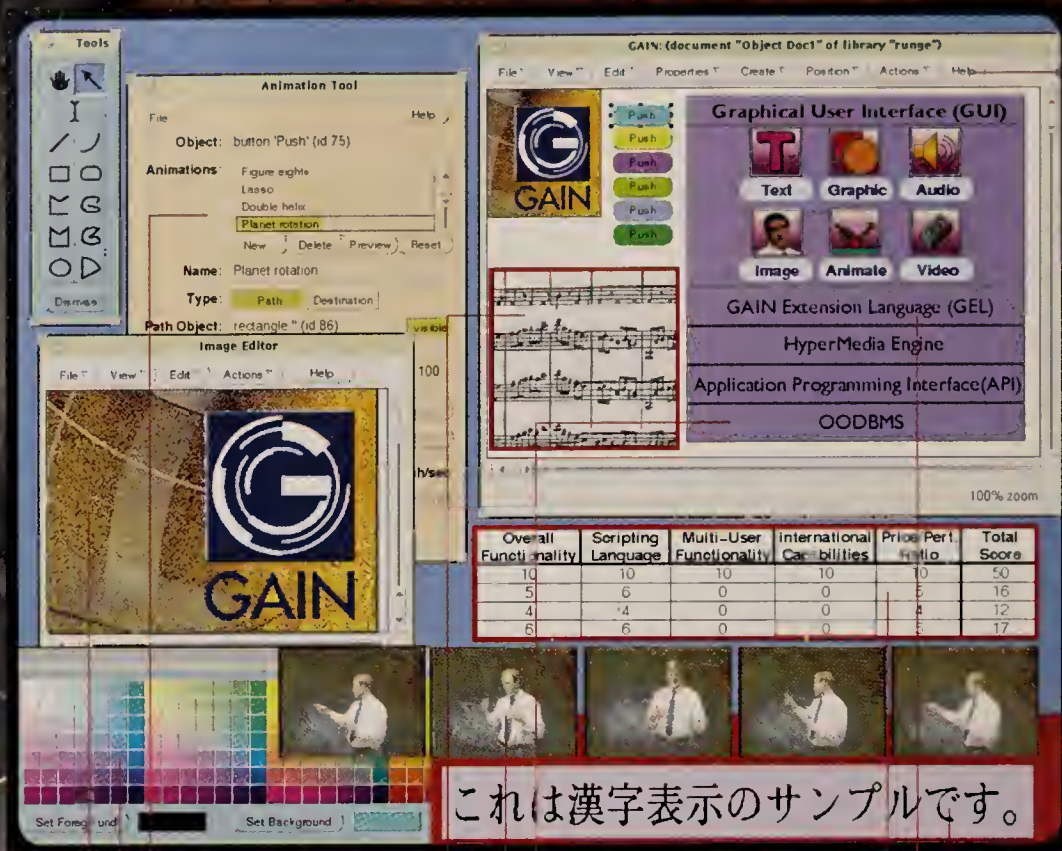 Tools
Dismiss
Animation Tool
File Help
Object: button 'Push' (id 75)
Animations: Figure eights
Lasso
Double helix
Planet rotation
New Delete Preview Reset
Name: Planet rotation
Type: Path Destination
Path Object: rectangle '' (id 86)
visible
100
Image Editor
File View Edit Actions Help
GAIN
GAIN: (document "Object Doc1" of library "runge")
File View Edit Properties Create Position Actions Help
GAIN
Push
Push
Push
Push
Push
Push
Graphical User Interface (GUI)
Text Graphic Audio
Image Animate Video
GAIN Extension Language (GEL)
HyperMedia Engine
Application Programming Interface(API)
OODBMS
100% zoom
Overall Functionality Scripting Language Multi-User Functionality International Capabilities Price Perf. Ratio Total Score
10 10 10 10 10 50
5 6 0 0 5 16
4 4 0 0 4 12
6 6 0 0 5 17
Set Foreground Set Background
これは漢字表示のサンプルです。